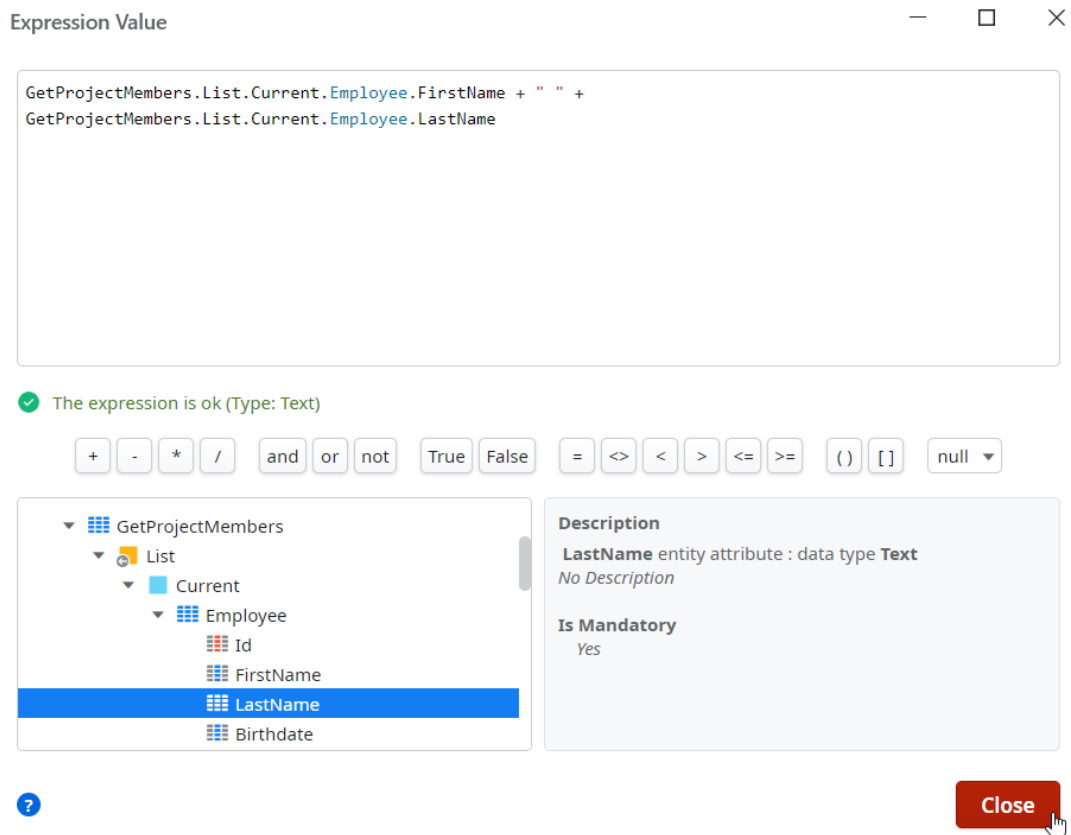 Expression Value
GetProjectMembers.List.Current.Employee.FirstName + " " +
GetProjectMembers.List.Current.Employee.LastName
The expression is ok (Type: Text)
+ - * / and or not True False = <> < > <= >= ( ) [ ] null
GetProjectMembers
List
Current
Employee
Id
FirstName
LastName
Birthdate
Description
LastName entity attribute : data type Text
No Description
Is Mandatory
Yes
?
Close